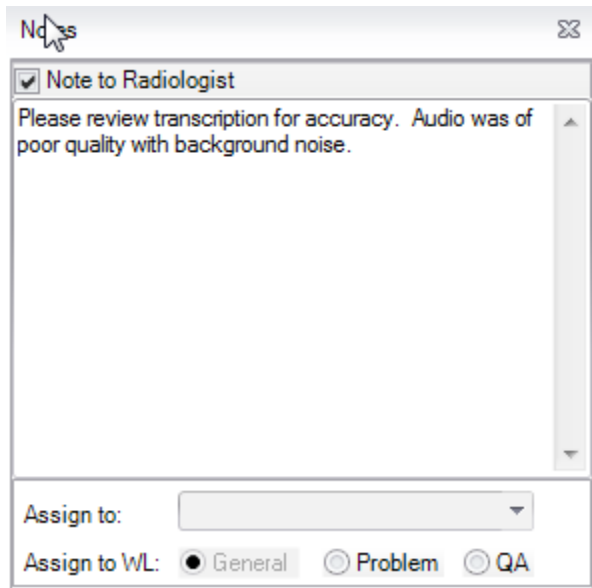 Notes
Note to Radiologist
Please review transcription for accuracy.  Audio was of
poor quality with background noise.
Assign to:
Assign to WL: General Problem QA